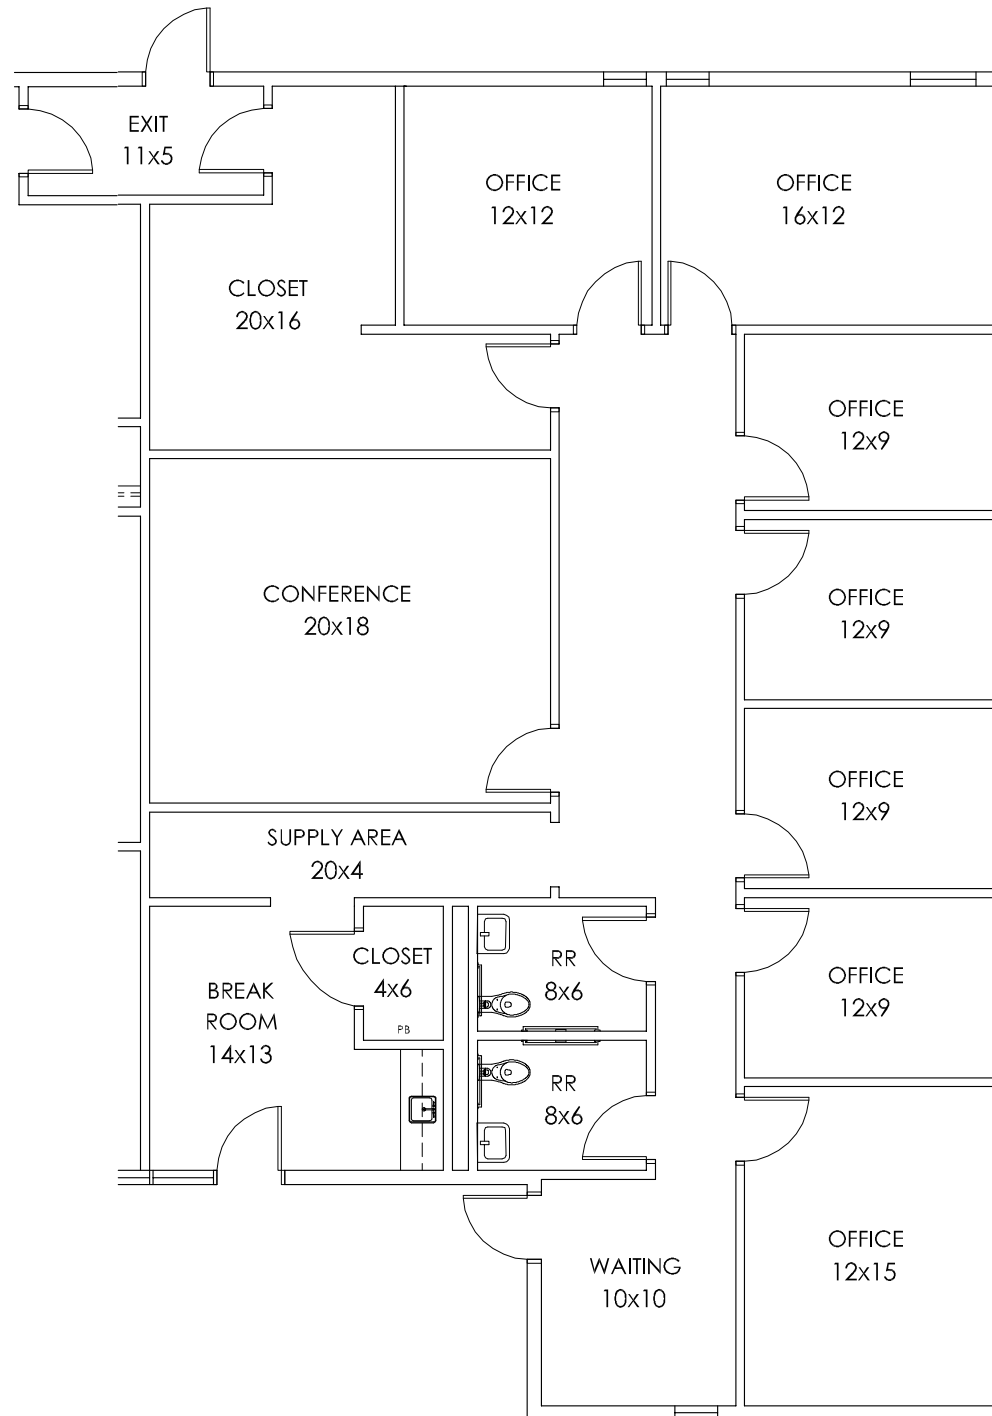 EXIT
11x5
OFFICE
12x12
OFFICE
16x12
CLOSET
20x16
OFFICE
12x9
CONFERENCE
20x18
OFFICE
12x9
OFFICE
12x9
SUPPLY AREA
20x4
CLOSET
4x6
PB
RR
8x6
OFFICE
12x9
BREAK
ROOM
14x13
RR
8x6
WAITING
10x10
OFFICE
12x15